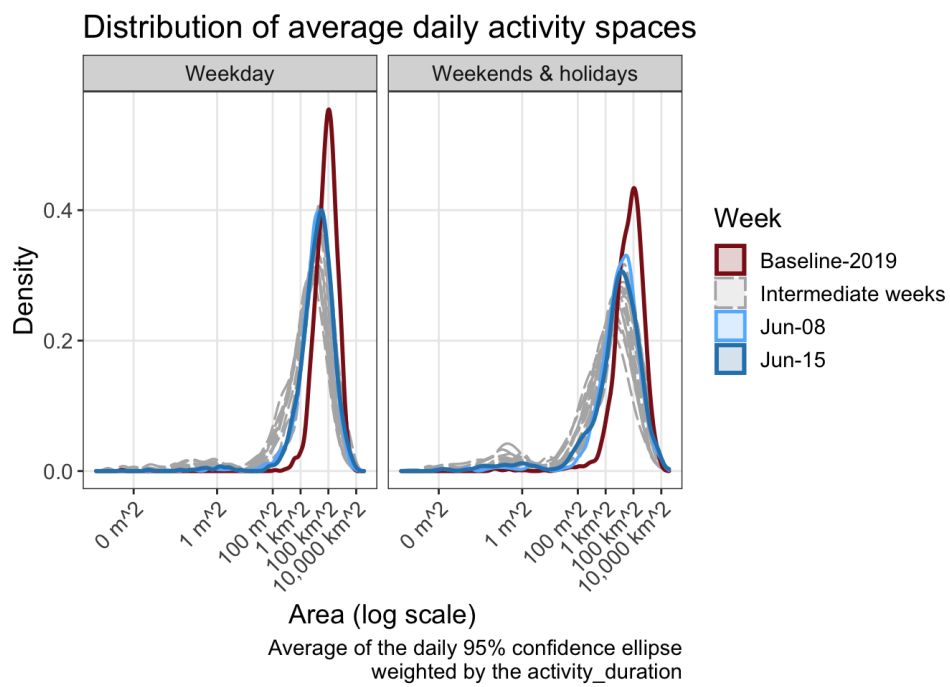 Distribution of average daily activity spaces
Weekday
Weekends & holidays
Density
0.4
0.2
0.0
0 m^2
1 m^2
100 m^2
1 km^2
100 km^2
10,000 km^2
0 m^2
1 m^2
100 m^2
1 km^2
100 km^2
10,000 km^2
Area (log scale)
Week
Baseline-2019
Intermediate weeks
Jun-08
Jun-15
Average of the daily 95% confidence ellipse
weighted by the activity_duration